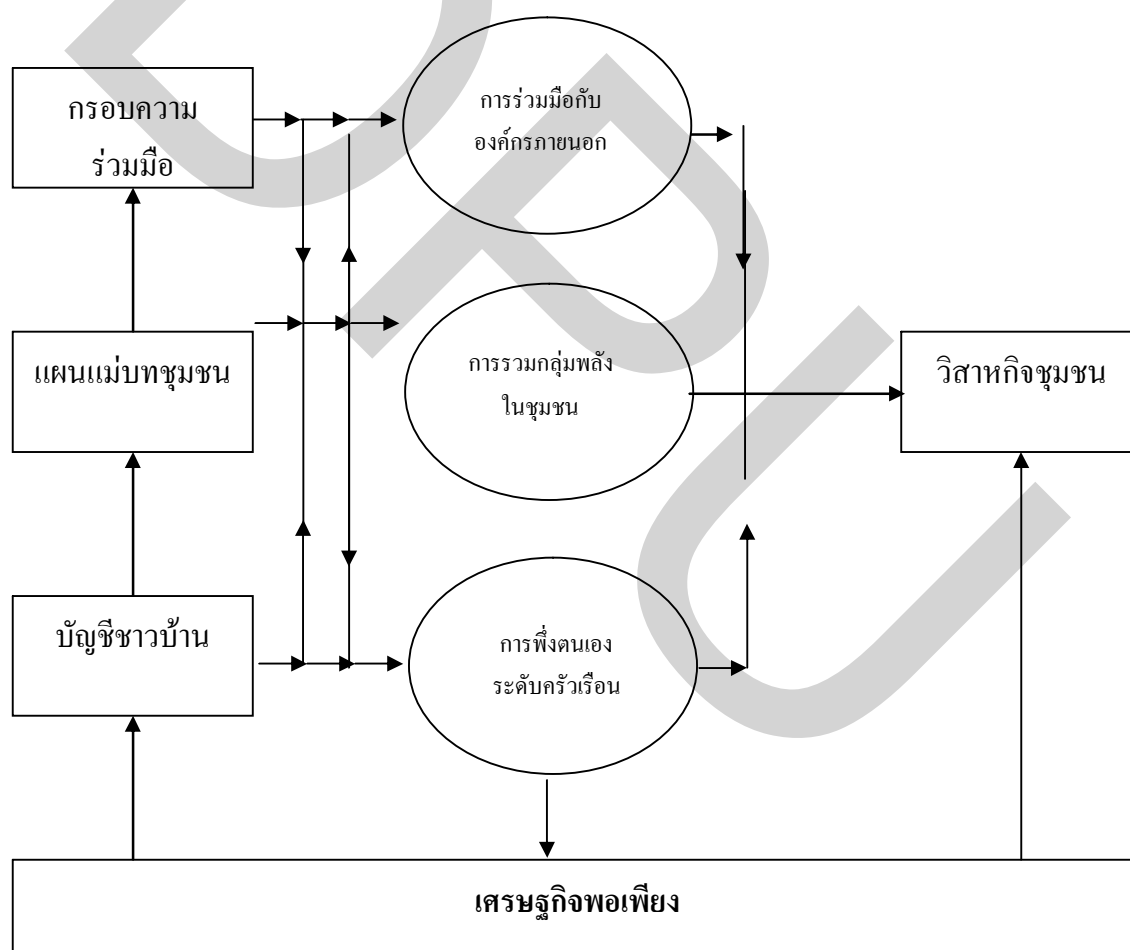 กรอบความ
ร่วมมือ
การร่วมมือกับ
องค์กรภายนอก
แผนแม่บทชุมชน
การรวมกลุ่มพลัง
ในชุมชน
วิสาหกิจชุมชน
บัญชีชาวบ้าน
การพึ่งตนเอง
ระดับครัวเรือน
เศรษฐกิจพอเพียง
DPU